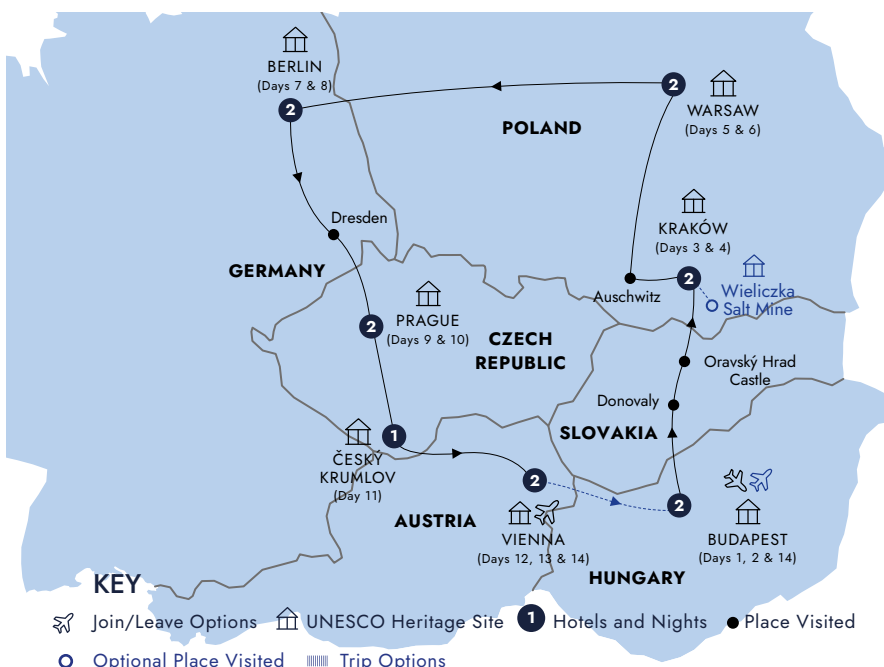 BERLIN
(Days 7 & 8)
2
2
WARSAW
(Days 5 & 6)
POLAND
Dresden
GERMANY
KRAKÓW
(Days 3 & 4)
2
Auschwitz
Wieliczka
Salt Mine
2
PRAGUE
(Days 9 & 10)
CZECH
REPUBLIC
Oravský Hrad
Castle
Donovaly
SLOVAKIA
1
ČESKÝ
KRUMLOV
(Day 11)
2
AUSTRIA
VIENNA
(Days 12, 13 & 14)
2
BUDAPEST
(Days 1, 2 & 14)
HUNGARY
KEY
Join/Leave Options
UNESCO Heritage Site
1 Hotels and Nights
Place Visited
Optional Place Visited
Trip Options